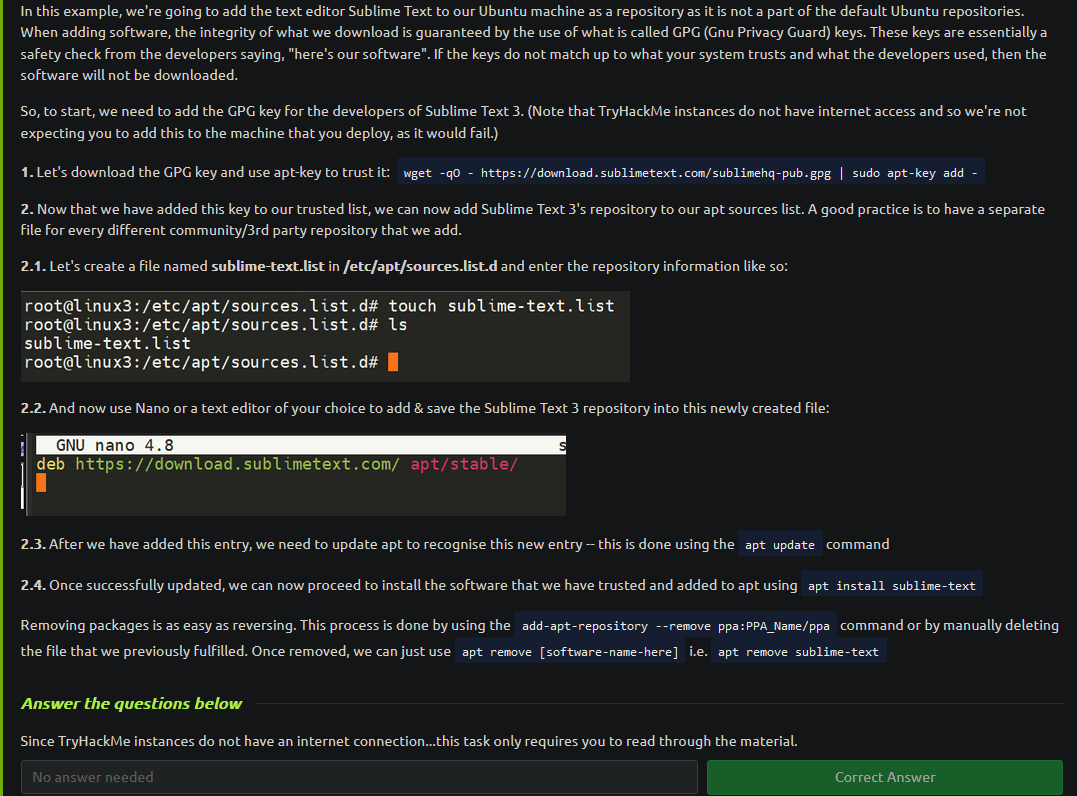 In this example, we're going to add the text editor Sublime Text to our Ubuntu machine as a repository as it is not a part of the default Ubuntu repositories.
When adding software, the integrity of what we download is guaranteed by the use of what is called GPG (Gnu Privacy Guard) keys. These keys are essentially a
safety check from the developers saying, "here's our software". If the keys do not match up to what your system trusts and what the developers used, then the
software will not be downloaded.
So, to start, we need to add the GPG key for the developers of Sublime Text 3. (Note that TryHackMe instances do not have internet access and so we're not
expecting you to add this to the machine that you deploy, as it would fail.)
1. Let's download the GPG key and use apt-key to trust it: wget -qO - https://download.sublimetext.com/sublimehq-pub.gpg | sudo apt-key add -
2. Now that we have added this key to our trusted list, we can now add Sublime Text 3's repository to our apt sources list. A good practice is to have a separate
file for every different community/3rd party repository that we add.
2.1. Let's create a file named sublime-text.list in /etc/apt/sources.list.d and enter the repository information like so:
root@linux3:/etc/apt/sources.list.d# touch sublime-text.list
root@linux3:/etc/apt/sources.list.d# ls
sublime-text.list
root@linux3:/etc/apt/sources.list.d#
2.2. And now use Nano or a text editor of your choice to add & save the Sublime Text 3 repository into this newly created file:
GNU nano 4.8 s
deb https://download.sublimetext.com/ apt/stable/
2.3. After we have added this entry, we need to update apt to recognise this new entry -- this is done using the apt update command
2.4. Once successfully updated, we can now proceed to install the software that we have trusted and added to apt using apt install sublime-text
Removing packages is as easy as reversing. This process is done by using the add-apt-repository --remove ppa:PPA_Name/ppa command or by manually deleting
the file that we previously fulfilled. Once removed, we can just use apt remove [software-name-here] i.e. apt remove sublime-text
Answer the questions below
Since TryHackMe instances do not have an internet connection...this task only requires you to read through the material.
No answer needed
Correct Answer